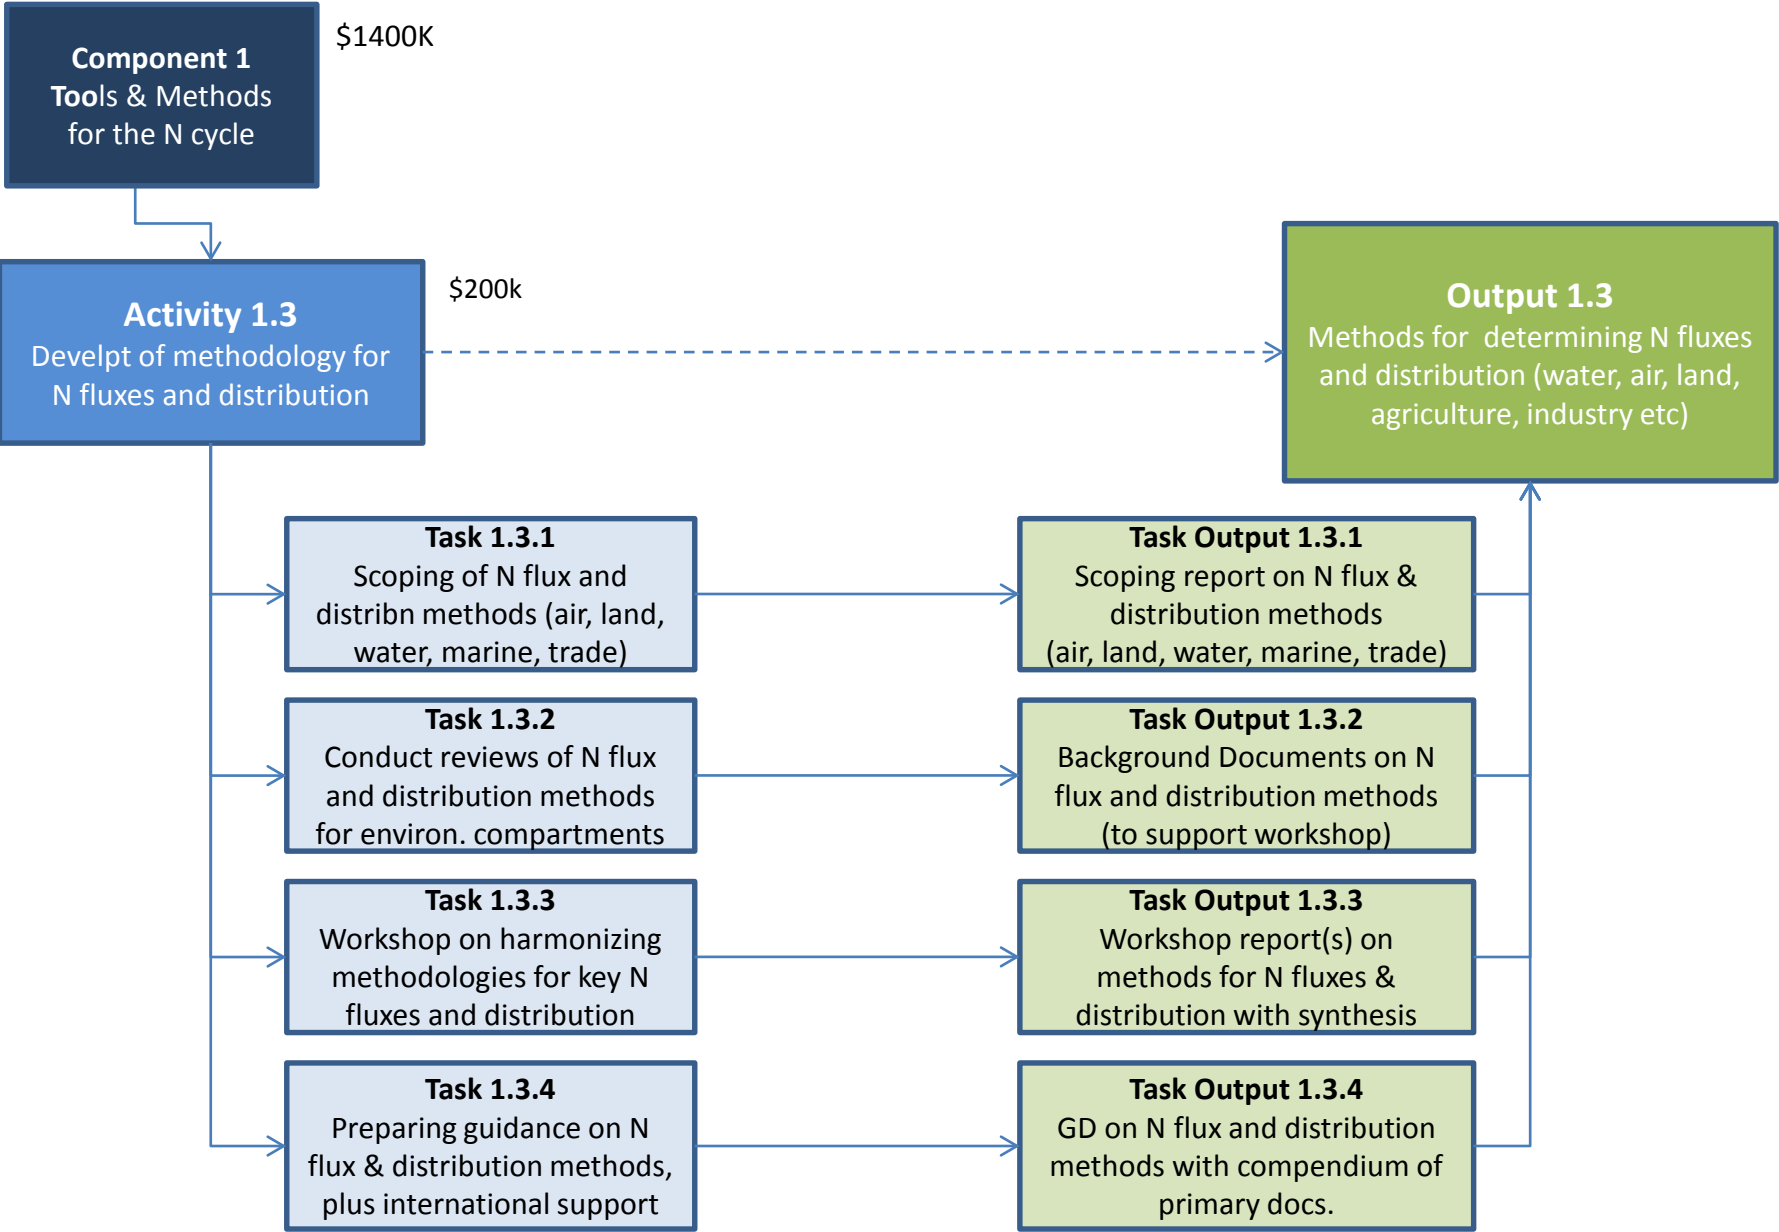 Component 1
Tools & Methods
for the N cycle
$1400K
Activity 1.3
Develpt of methodology for
N fluxes and distribution
$200k
Output 1.3
Methods for  determining N fluxes
and distribution (water, air, land,
agriculture, industry etc)
Task 1.3.1
Scoping of N flux and
distribn methods (air, land,
water, marine, trade)
Task Output 1.3.1
Scoping report on N flux &
distribution methods
(air, land, water, marine, trade)
Task 1.3.2
Conduct reviews of N flux
and distribution methods
for environ. compartments
Task Output 1.3.2
Background Documents on N
flux and distribution methods
(to support workshop)
Task 1.3.3
Workshop on harmonizing
methodologies for key N
fluxes and distribution
Task Output 1.3.3
Workshop report(s) on
methods for N fluxes &
distribution with synthesis
Task 1.3.4
Preparing guidance on N
flux & distribution methods,
plus international support
Task Output 1.3.4
GD on N flux and distribution
methods with compendium of
primary docs.